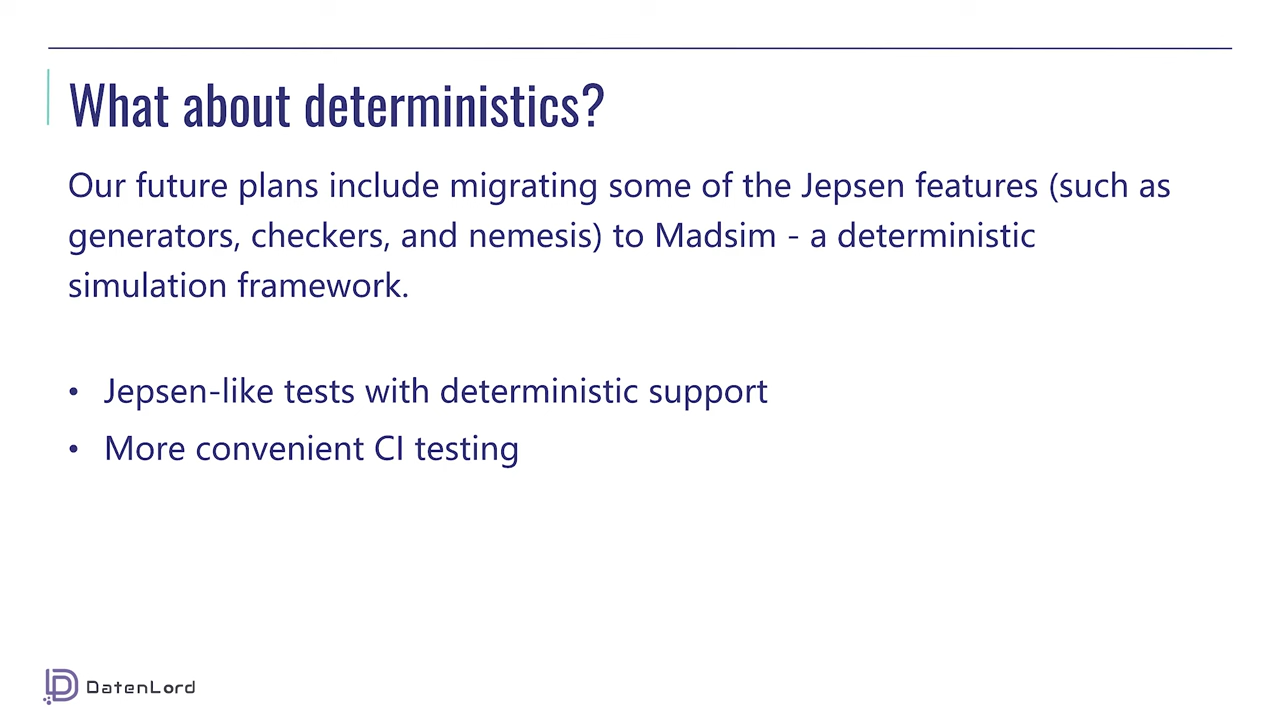 What about deterministics?
Our future plans include migrating some of the Jepsen features (such as
generators, checkers, and nemesis) to Madsim - a deterministic
simulation framework.
• Jepsen-like tests with deterministic support
• More convenient CI testing
DatenLord